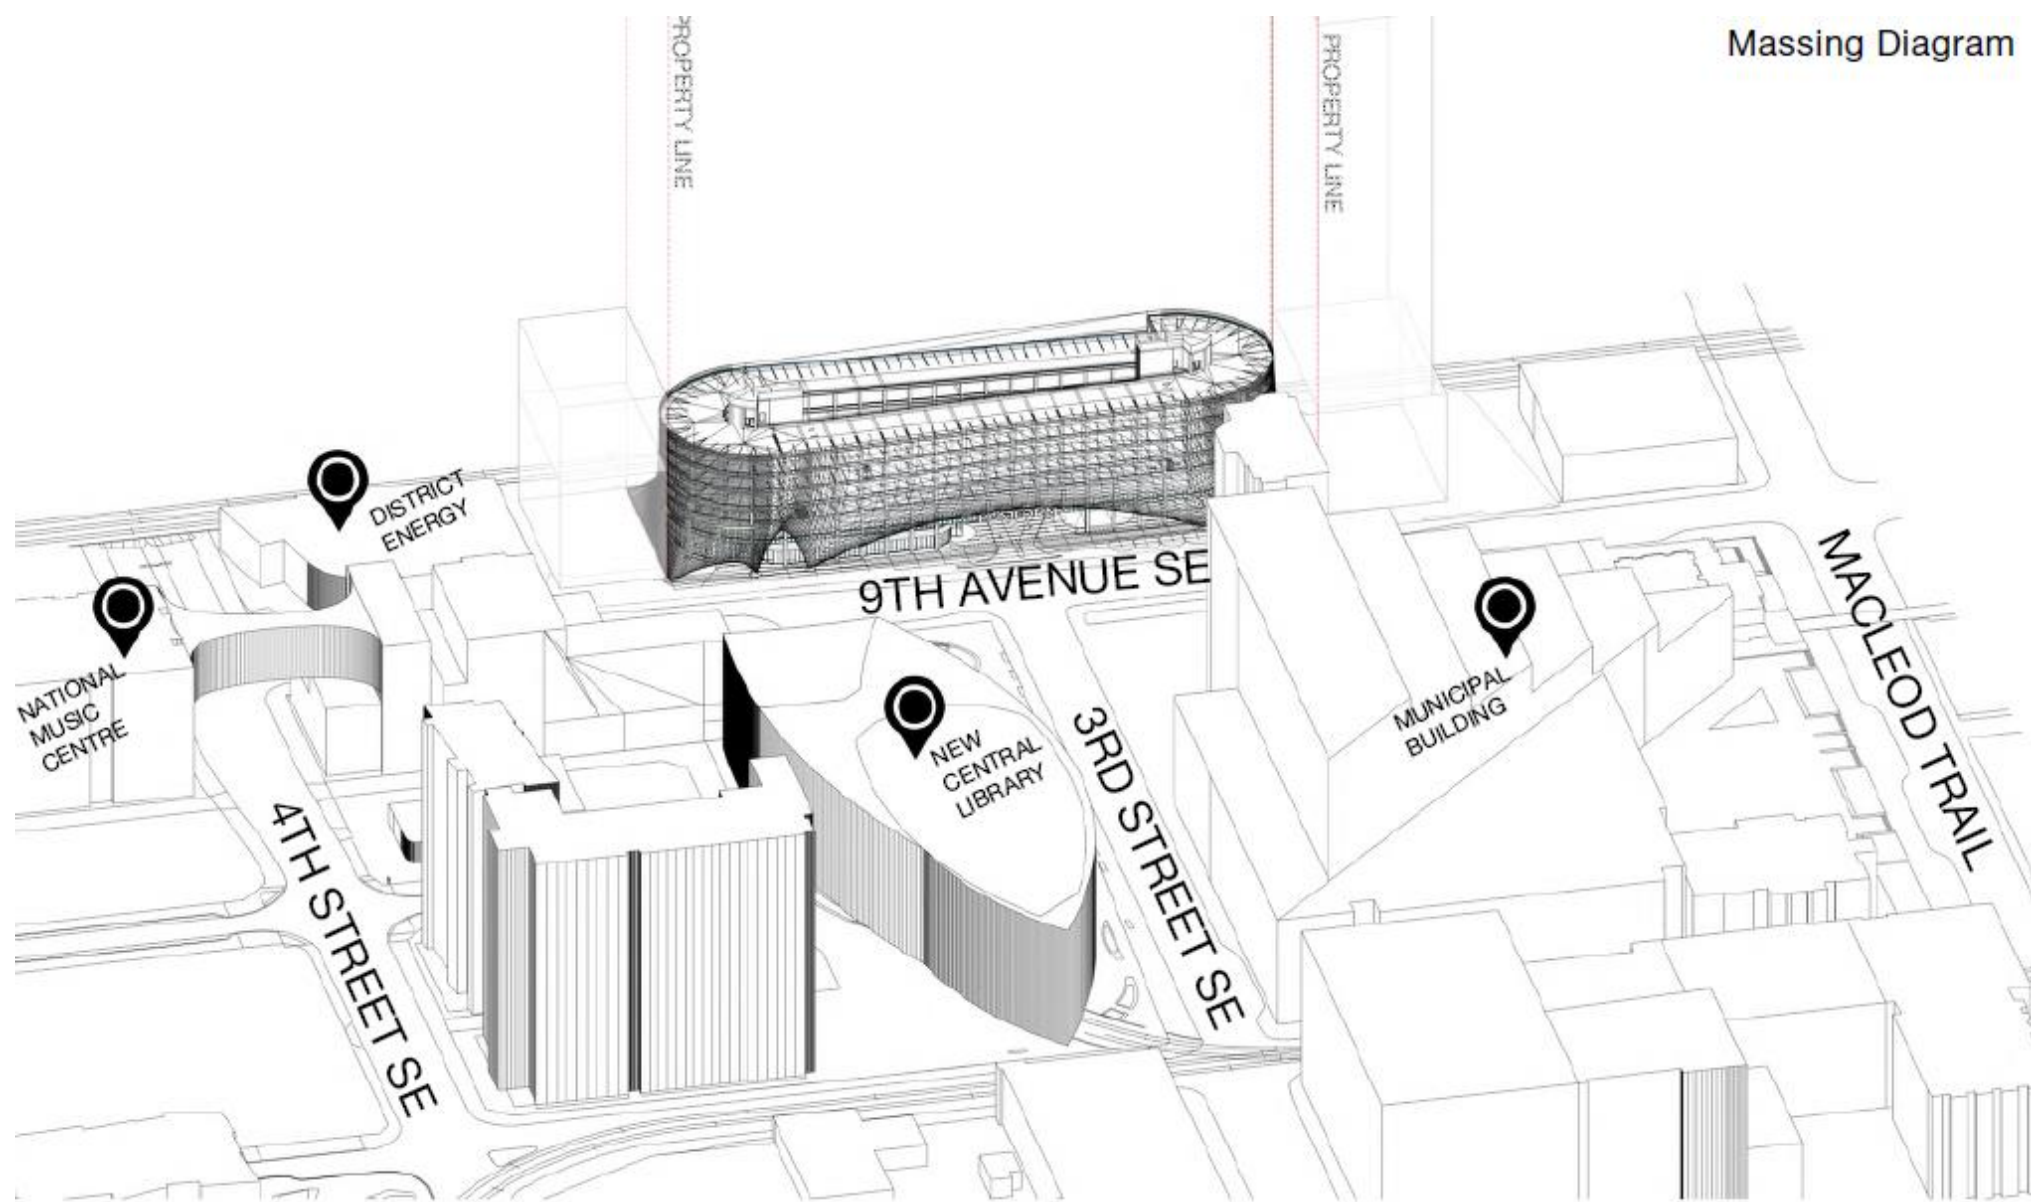 Massing Diagram
PROPERTY LINE
PROPERTY LINE
DISTRICT
ENERGY
9TH AVENUE SE
NATIONAL
MUSIC
CENTRE
MUNICIPAL
BUILDING
MACLEOD TRAIL
NEW
CENTRAL
LIBRARY
3RD STREET SE
4TH STREET SE